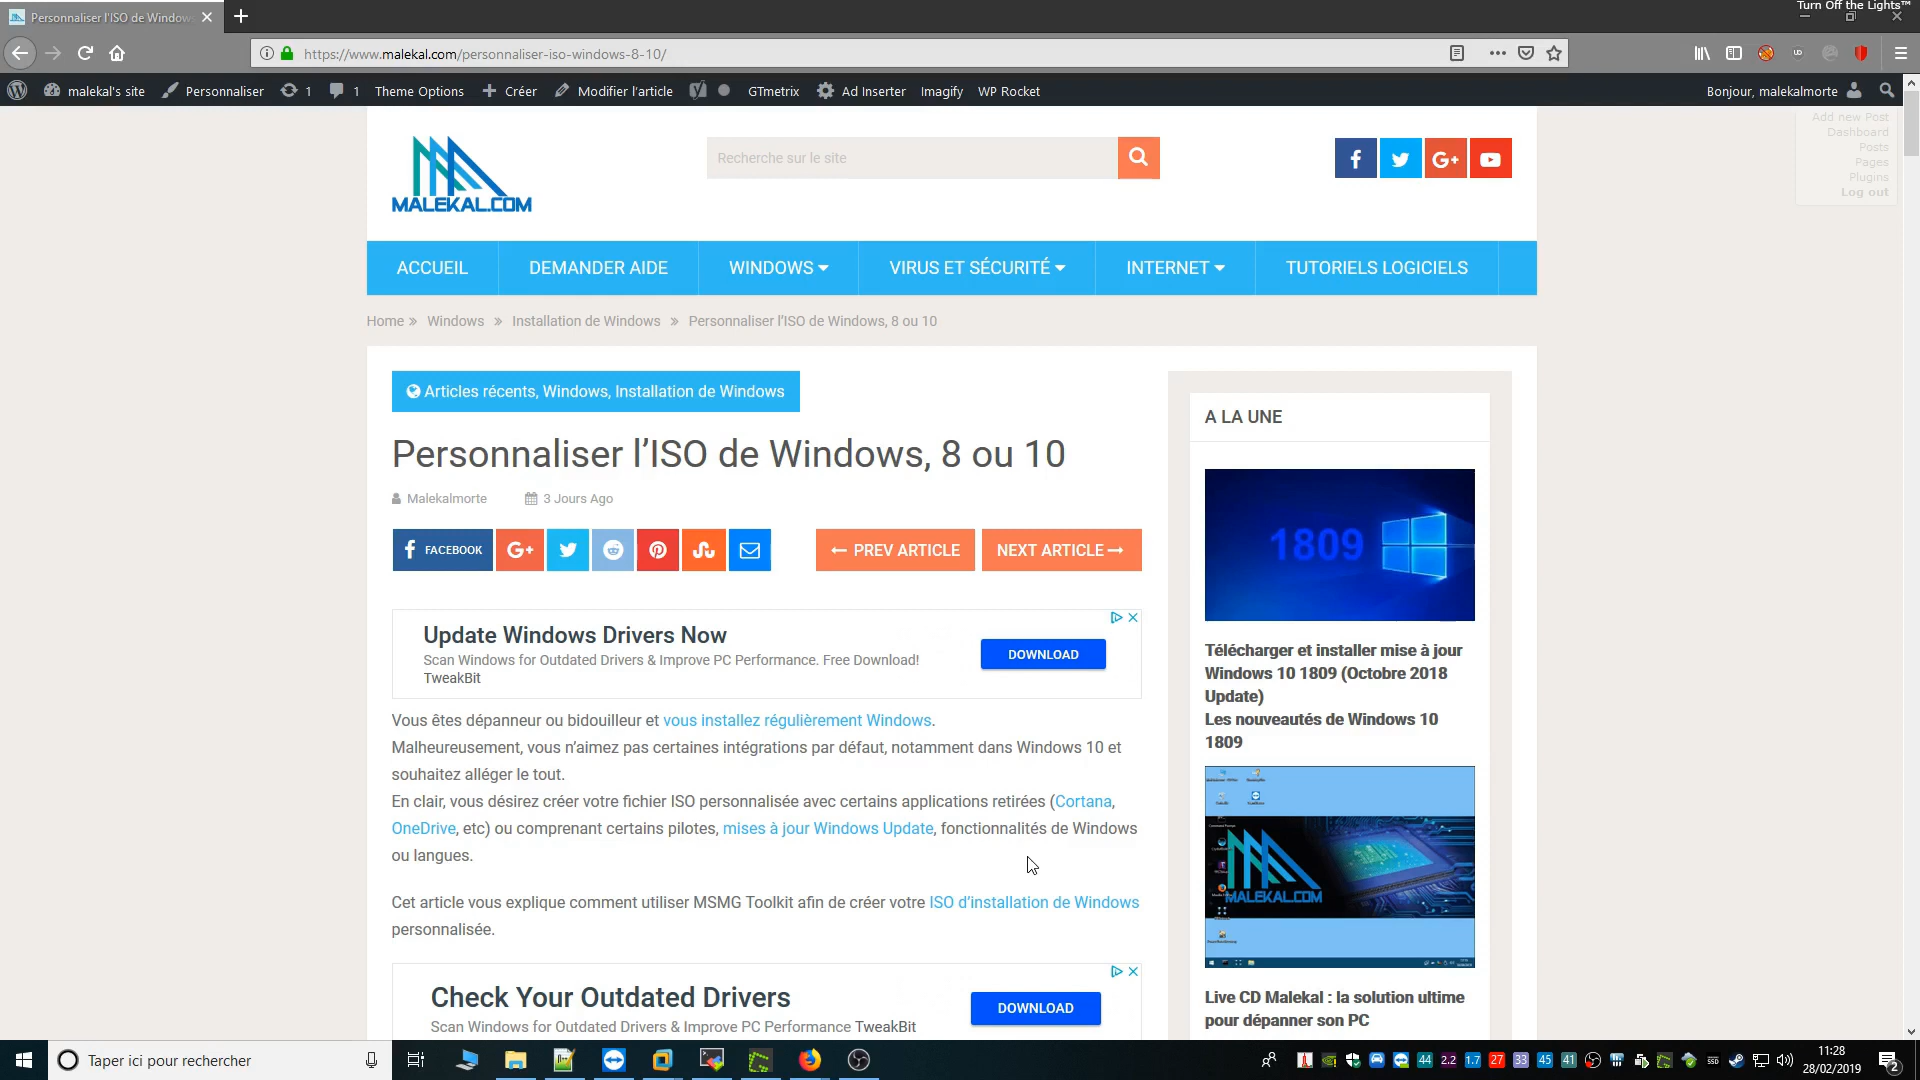 Turn Off the Lights™
Personnaliser l'ISO de Window
https://www.malekal.com/personnaliser-iso-windows-8-10/
malekal's site
Personnaliser
1
1
Theme Options
Créer
Modifier l'article
GTmetrix
Ad Inserter
Imagify
WP Rocket
Bonjour, malekalmorte
Add new Post
Dashboard
Posts
Pages
Plugins
Log out
MALEKAL.COM
Recherche sur le site
ACCUEIL
DEMANDER AIDE
WINDOWS
VIRUS ET SÉCURITÉ
INTERNET
TUTORIELS LOGICIELS
Home » Windows » Installation de Windows » Personnaliser l'ISO de Windows, 8 ou 10
Articles récents, Windows, Installation de Windows
Personnaliser l'ISO de Windows, 8 ou 10
Malekalmorte
3 Jours Ago
FACEBOOK
← PREV ARTICLE
NEXT ARTICLE →
Update Windows Drivers Now
Scan Windows for Outdated Drivers & Improve PC Performance. Free Download!
TweakBit
DOWNLOAD
Vous êtes dépanneur ou bidouilleur et vous installez régulièrement Windows.
Malheureusement, vous n'aimez pas certaines intégrations par défaut, notamment dans Windows 10 et
souhaitez alléger le tout.
En clair, vous désirez créer votre fichier ISO personnalisée avec certains applications retirées (Cortana,
OneDrive, etc) ou comprenant certains pilotes, mises à jour Windows Update, fonctionnalités de Windows
ou langues.
Cet article vous explique comment utiliser MSMG Toolkit afin de créer votre ISO d'installation de Windows
personnalisée.
Check Your Outdated Drivers
Scan Windows for Outdated Drivers & Improve PC Performance TweakBit
DOWNLOAD
A LA UNE
1809
Télécharger et installer mise à jour
Windows 10 1809 (Octobre 2018
Update)
Les nouveautés de Windows 10
1809
MALEKAL.COM
Live CD Malekal : la solution ultime
pour dépanner son PC
Taper ici pour rechercher
44
2.2
1.7
27
33
45
41
SSD
11:28
28/02/2019
2